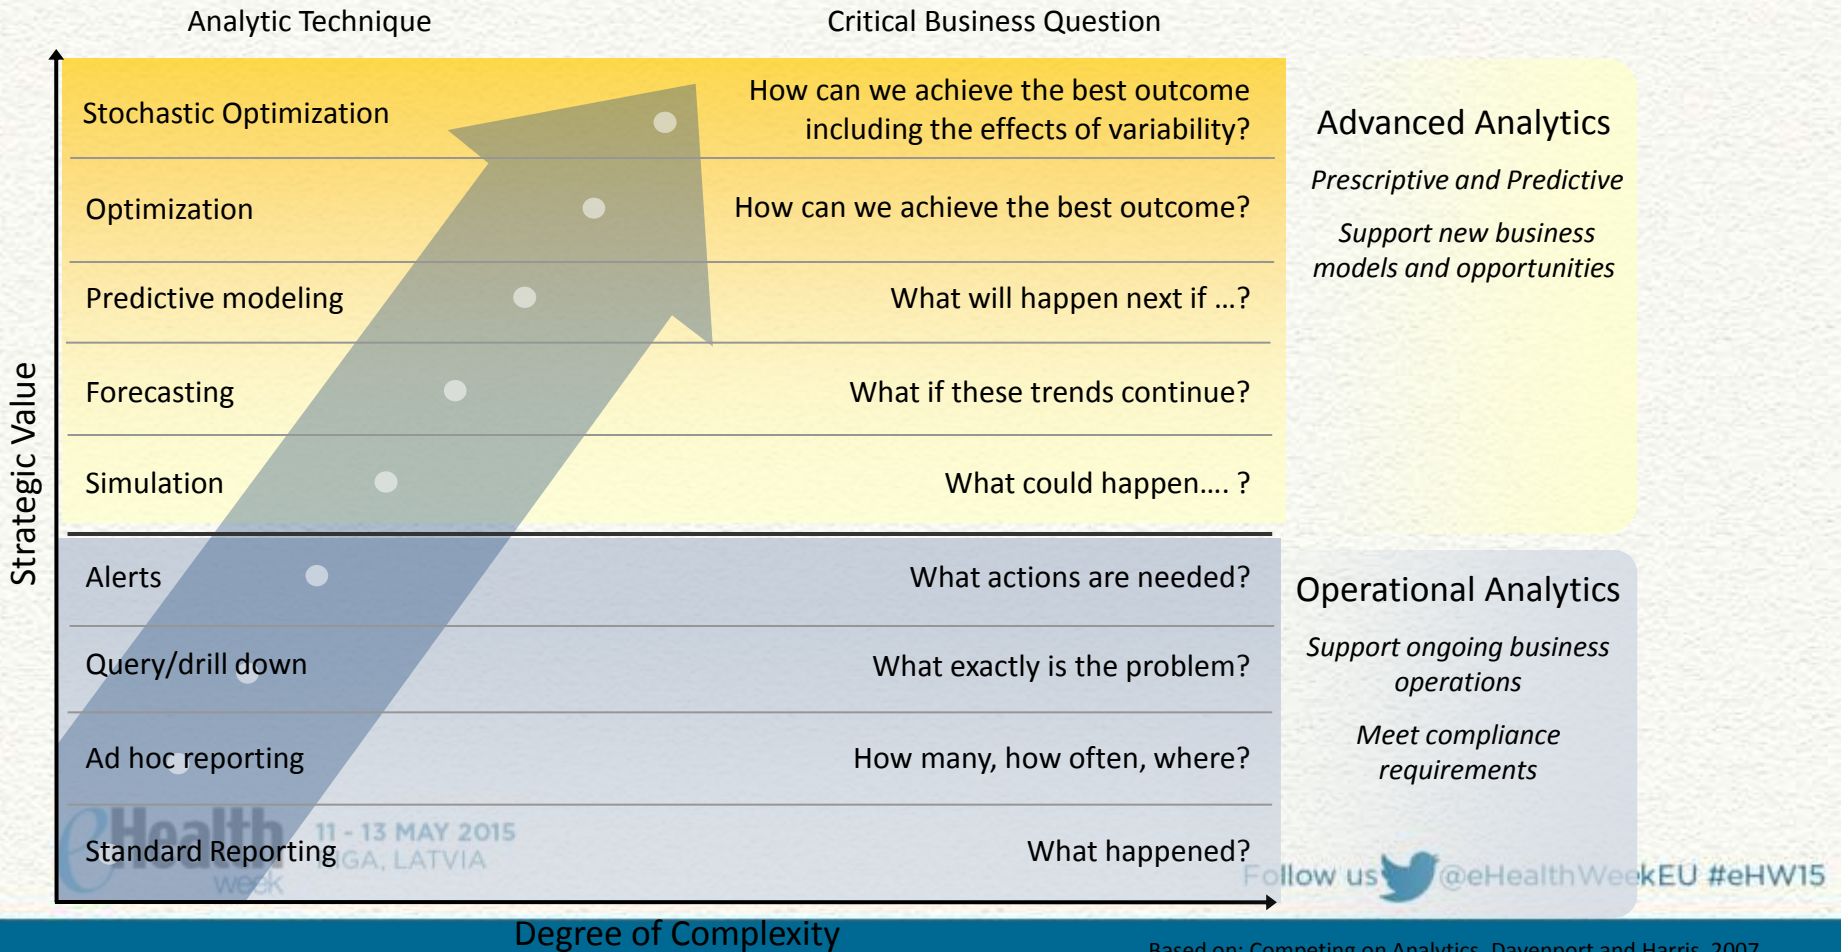 Analytic Technique
Critical Business Question
Stochastic Optimization
How can we achieve the best outcome
including the effects of variability?
Optimization
How can we achieve the best outcome?
Predictive modeling
What will happen next if ...?
Forecasting
What if these trends continue?
Simulation
What could happen.... ?
Alerts
What actions are needed?
Query/drill down
What exactly is the problem?
Ad hoc reporting
How many, how often, where?
Standard Reporting
What happened?
Advanced Analytics
Prescriptive and Predictive
Support new business
models and opportunities
Operational Analytics
Support ongoing business
operations
Meet compliance
requirements
Strategic Value
Degree of Complexity
eHealth
week
11 - 13 MAY 2015
RIGA, LATVIA
Follow us @eHealthWeekEU #eHW15
Based on: Competing on Analytics, Davenport and Harris, 2007